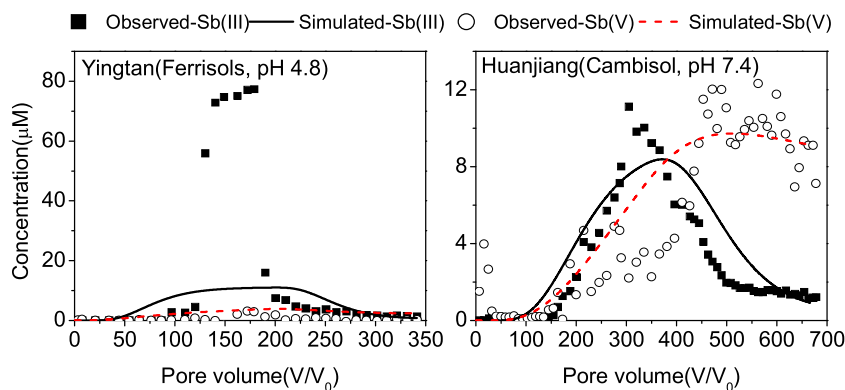 Observed-Sb(III) Simulated-Sb(III) Observed-Sb(V) Simulated-Sb(V)
Yingtan(Ferrisols, pH 4.8)
Huanjiang(Cambisol, pH 7.4)
Concentration(μM)
80
60
40
20
0
12
8
4
0
0 50 100 150 200 250 300 350
0 100 200 300 400 500 600 700
Pore volume(V/V₀)
Pore volume(V/V₀)